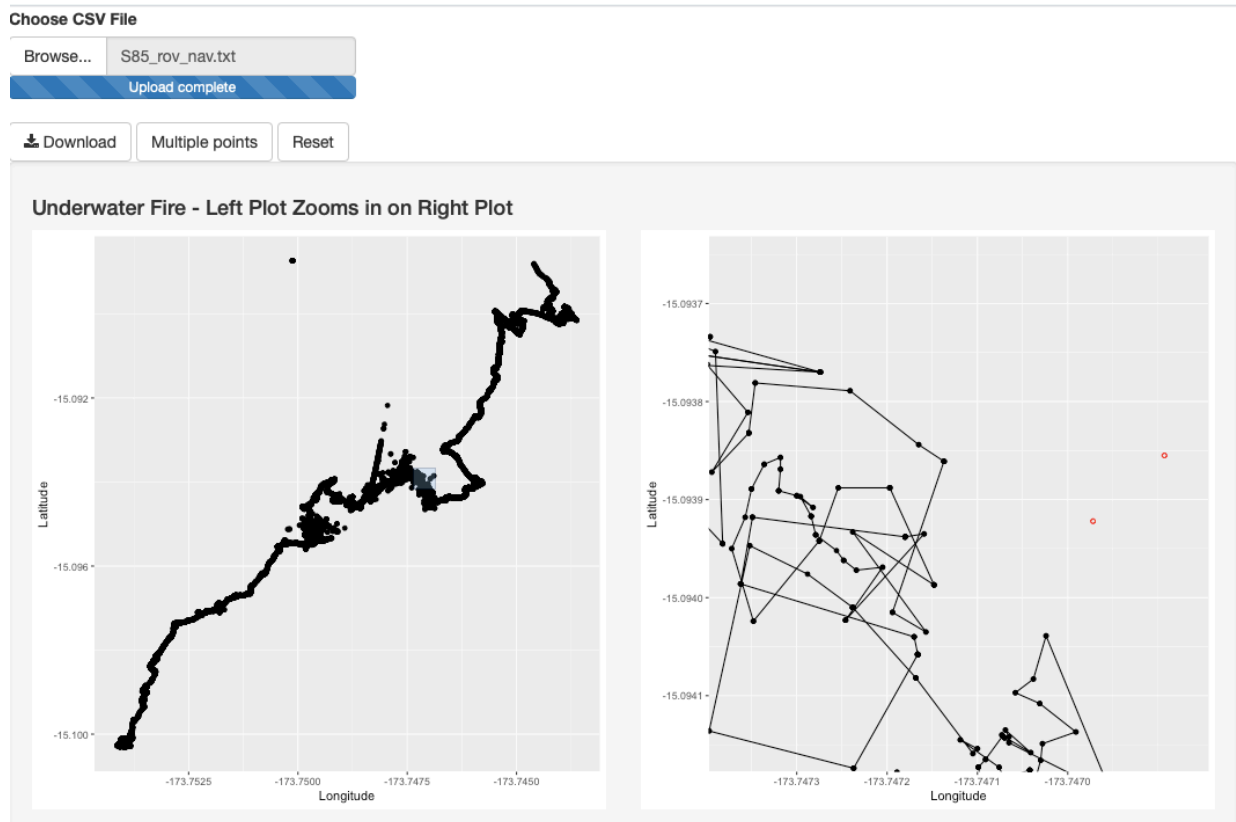 Choose CSV File
Browse... S85_rov_nav.txt
Upload complete
Download Multiple points Reset
Underwater Fire - Left Plot Zooms in on Right Plot
Latitude
-15.092
-15.096
-15.100
-173.7525 -173.7500 -173.7475 -173.7450
Longitude
Latitude
-15.0937
-15.0938
-15.0939
-15.0940
-15.0941
-173.7473 -173.7472 -173.7471 -173.7470
Longitude